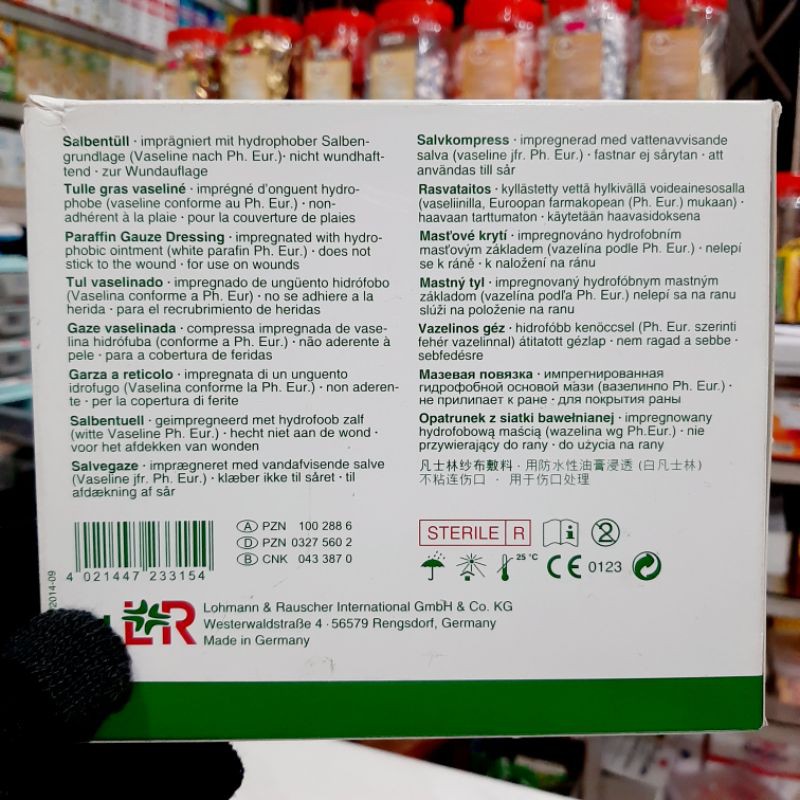 Salbentüll · imprägniert mit hydrophober Salben-
grundlage (Vaseline nach Ph. Eur.)· nicht wundhaft-
tend · zur Wundauflage
Tulle gras vaseliné · imprégné d'onguent hydro-
phobe (vaseline conforme au Ph. Eur.) · non-
adhérent à la plaie · pour la couverture de plaies
Paraffin Gauze Dressing · impregnated with hydro-
phobic ointment (white parafin Ph. Eur.) · does not
stick to the wound · for use on wounds
Tul vaselinado · impregnado de ungüento hidrófobo
(Vaselina conforme a Ph. Eur) · no se adhiere a la
herida · para el recrubrimiento de heridas
Gaze vaselinada · compressa impregnada de vase-
lina hidrófuba (conforme a Ph. Eur.) · não aderente à
pele · para a cobertura de feridas
Garza a reticolo · impregnata di un unguento
idrofugo (Vaselina conforme la Ph. Eur.) · non aderen-
te · per la copertura di ferite
Salbentuell · geimpregneerd met hydrofoob zalf
(witte Vaseline Ph. Eur.) · hecht niet aan de wond ·
voor het afdekken van wonden
Salvegaze · imprægneret med vandafvisende salve
(Vaseline jfr. Ph. Eur.) · klæber ikke til såret · til
afdækning af sår
Salvkompress · impregnerad med vattenavvisande
salva (vaseline jfr. Ph. Eur.) · fastnar ej sårytan · att
användas till sår
Rasvataitos · kyllästetty vettä hylkivällä voideainesosalla
(vaseliinilla, Euroopan farmakopean (Ph. Eur.) mukaan) ·
haavaan tarttumaton · käytetään haavasidoksena
Masťové krytí · impregnováno hydrofobním
masťovým základem (vazelína podle Ph. Eur.) · nelepí
se k ráně · k naložení na ránu
Mastný tyl · impregnovaný hydrofóbnym mastným
základom (vazelína podľa Ph. Eur.) nelepí sa na ranu
slúži na položenie na ranu
Vazelinos géz · hidrofóbb kenöccsel (Ph. Eur. szerinti
fehér vazelinnel) átitatott gézlap · nem ragad a sebbe ·
sebfedésre
Мазевая повязка · импрегнированная
гидрофобной основой мази (вазелинпо Ph. Eur.) ·
не прилипает к ране · для покрытия раны
Opatrunek z siatki bawełnianej · impregnowany
hydrofobową maścią (wazelina wg Ph.Eur.) · nie
przywierający do rany · do użycia na rany
凡士林纱布敷料 · 用防水性油膏浸透 (白凡士林)
不粘连伤口 · 用于伤口处理
4 021447 233154
A PZN 100 288 6
D PZN 0327 560 2
B CNK 043 387 0
STERILE R
i
2
25 °C
CE 0123
2014-09
L&R
Lohmann & Rauscher International GmbH & Co. KG
Westerwaldstraße 4 · 56579 Rengsdorf, Germany
Made in Germany